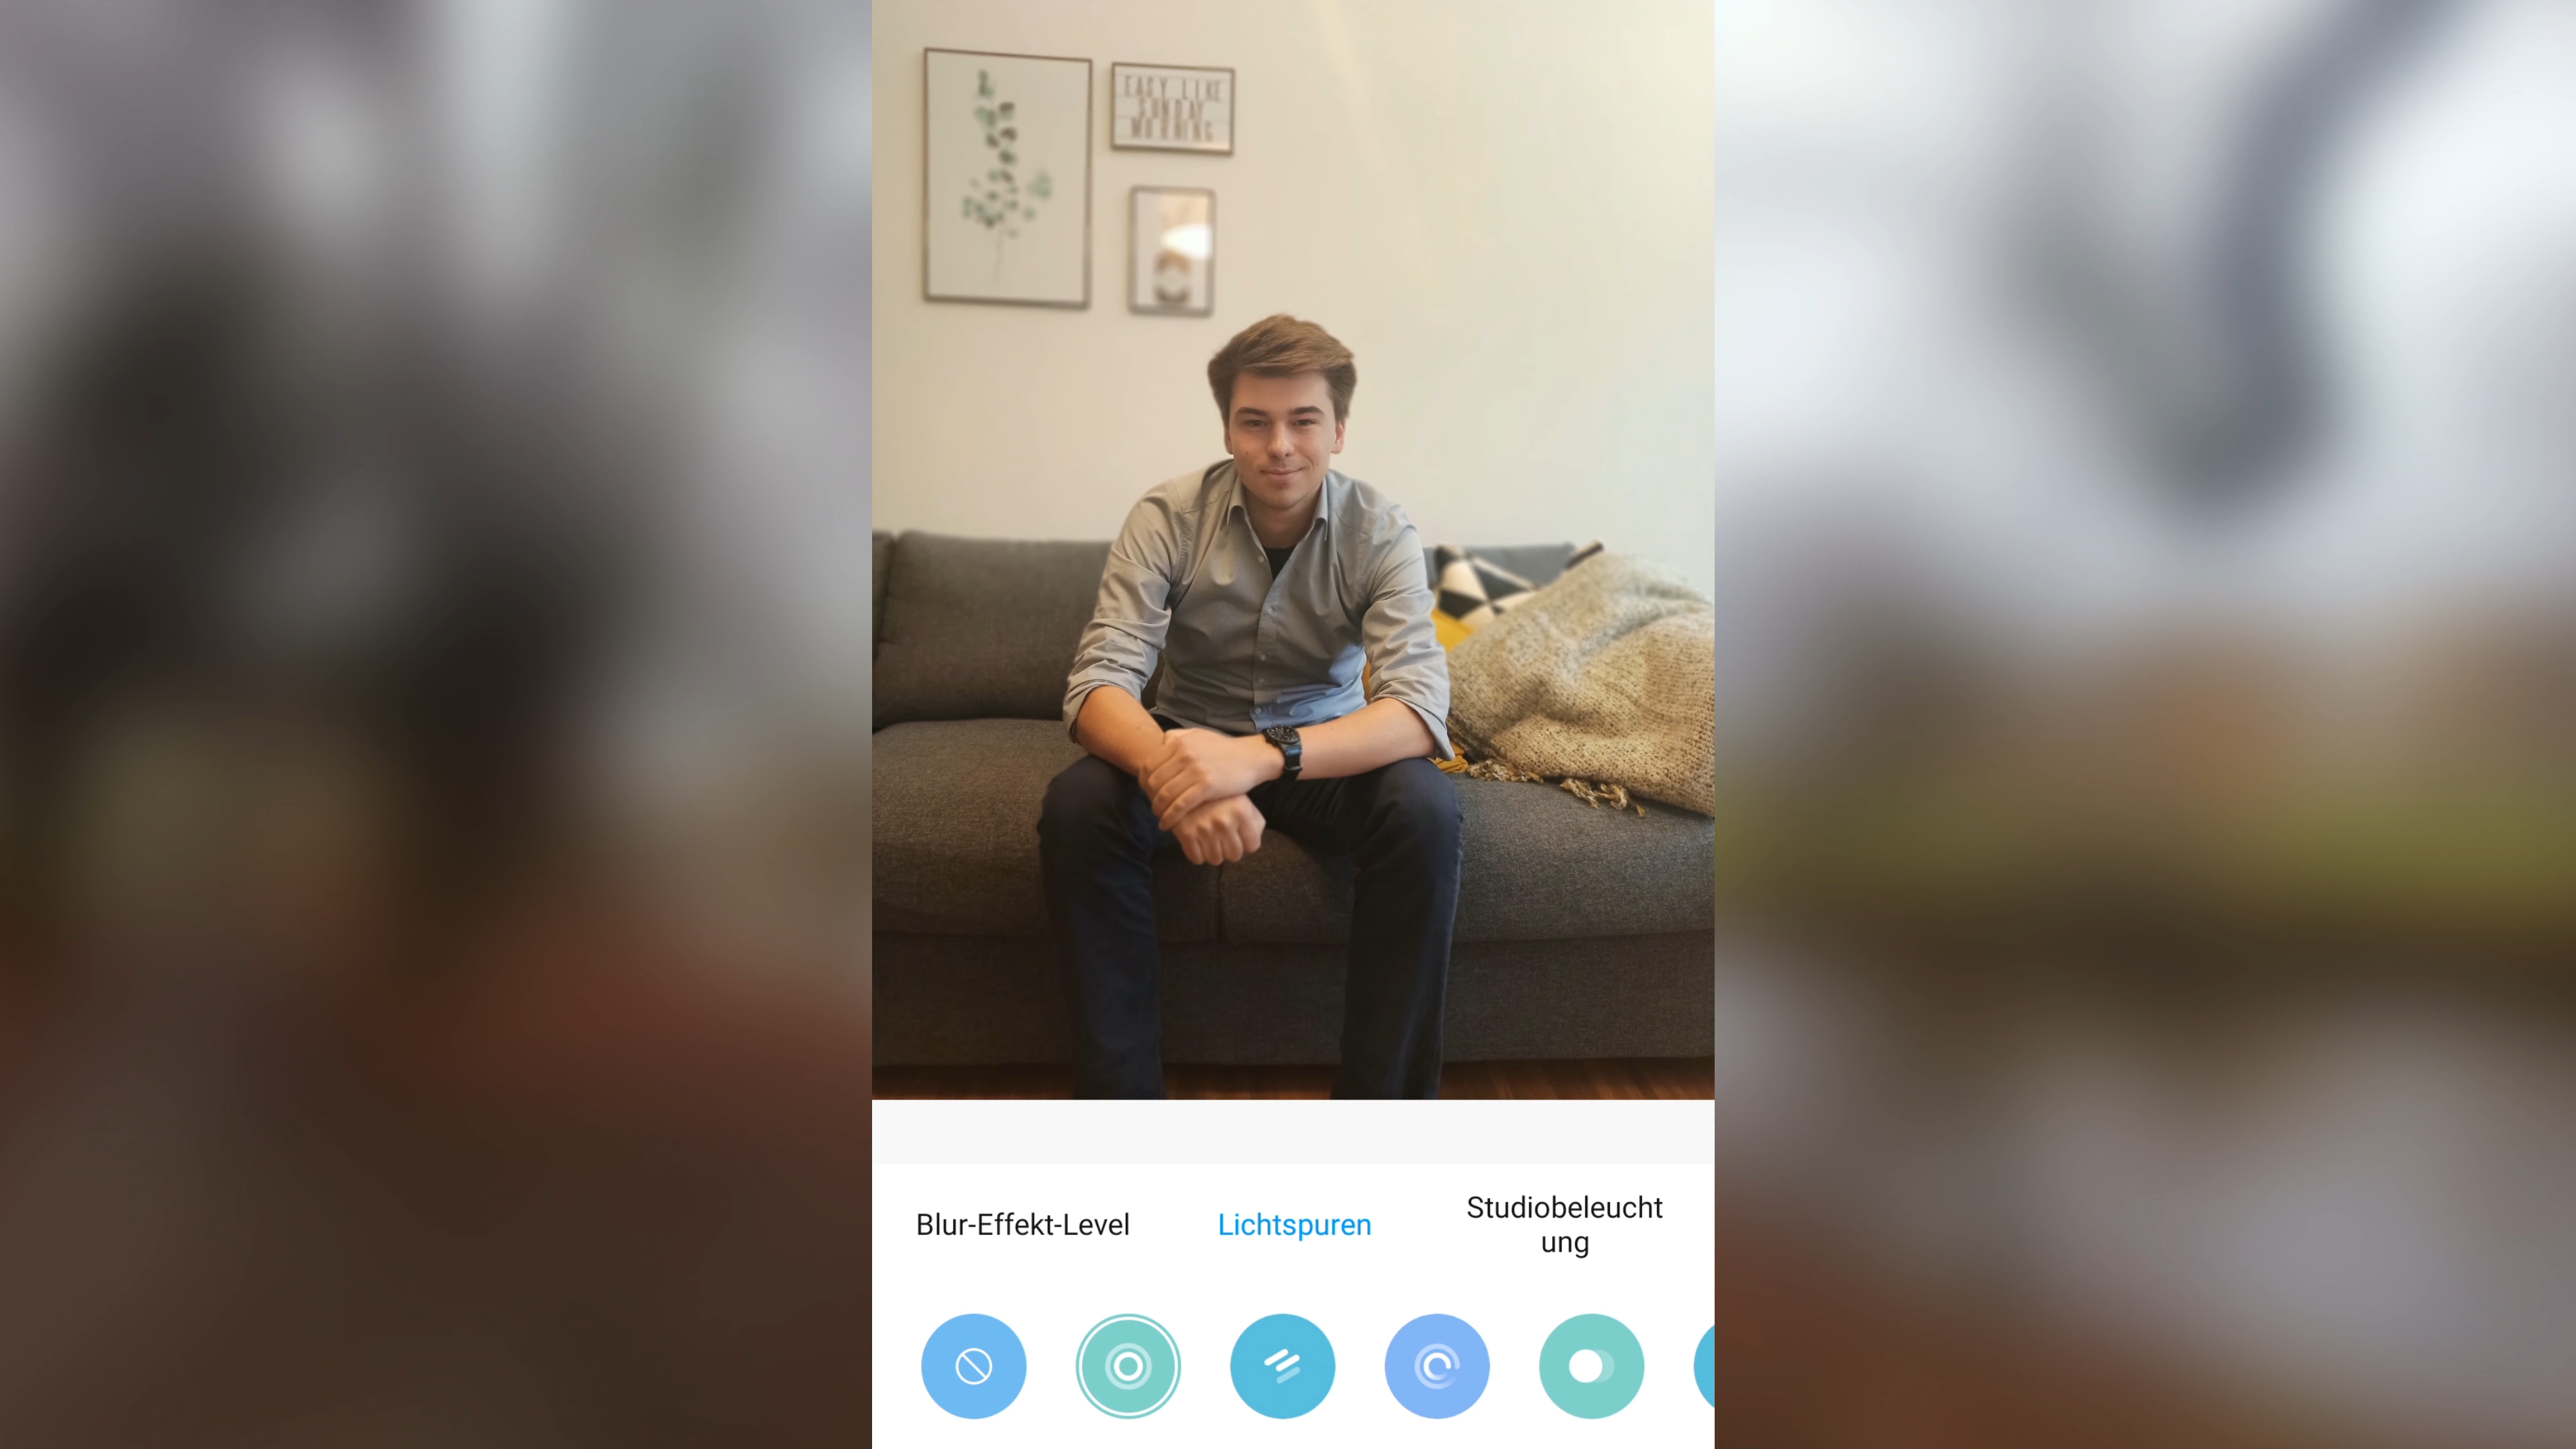 EASY LIKE
SUNDAY
MORNING
Blur-Effekt-Level
Lichtspuren
Studiobeleucht
ung